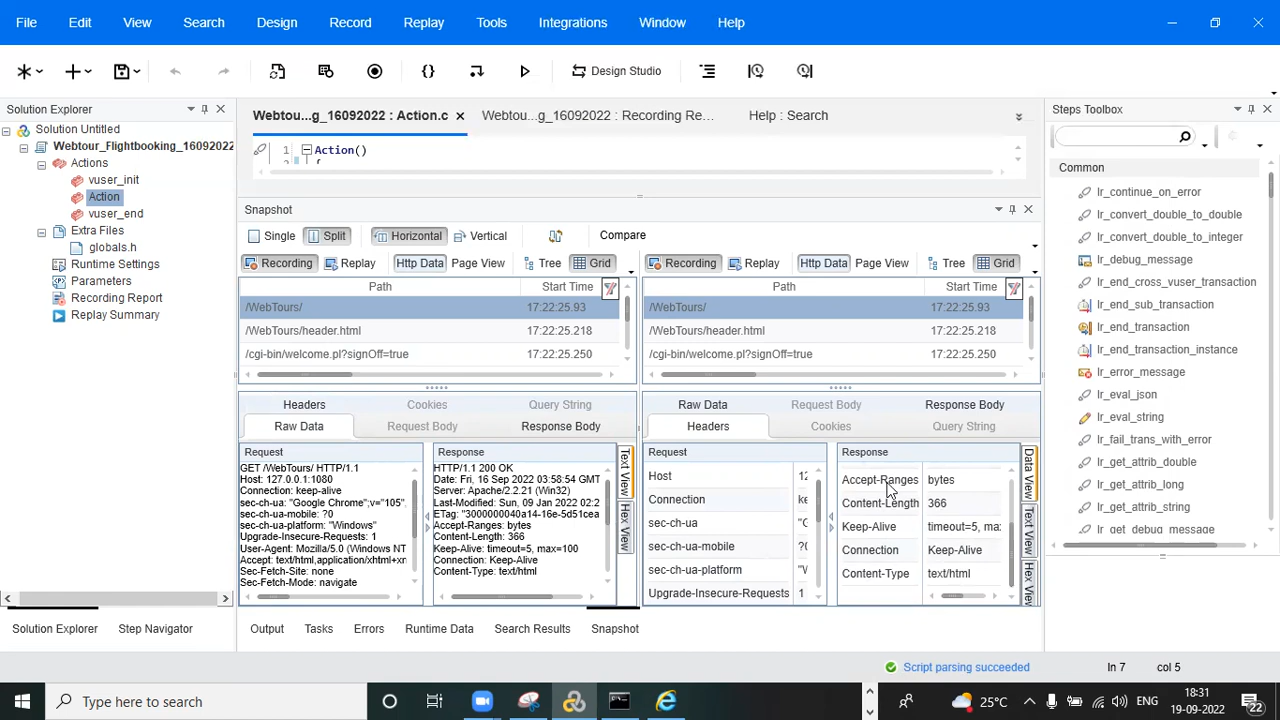 File Edit View Search Design Record Replay Tools Integrations Window Help
Design Studio
Solution Explorer
Solution Untitled
Webtour_Flightbooking_16092022
Actions
vuser_init
Action
vuser_end
Extra Files
globals.h
Runtime Settings
Parameters
Recording Report
Replay Summary
Webtou...g_16092022 : Action.c
Webtou...g_16092022 : Recording Re...
Help : Search
1 Action()
{
Snapshot
Single Split Horizontal Vertical Compare
Recording Replay Http Data Page View Tree Grid
Path Start Time
/WebTours/ 17:22:25.93
/WebTours/header.html 17:22:25.218
/cgi-bin/welcome.pl?signOff=true 17:22:25.250
Headers Cookies Query String
Raw Data Request Body Response Body
Request
GET /WebTours/ HTTP/1.1
Host: 127.0.0.1:1080
Connection: keep-alive
sec-ch-ua: "Google Chrome";v="105",
sec-ch-ua-mobile: ?0
sec-ch-ua-platform: "Windows"
Upgrade-Insecure-Requests: 1
User-Agent: Mozilla/5.0 (Windows NT
Accept: text/html,application/xhtml+xn
Sec-Fetch-Site: none
Sec-Fetch-Mode: navigate
Response
HTTP/1.1 200 OK
Date: Fri, 16 Sep 2022 03:58:54 GMT
Server: Apache/2.2.21 (Win32)
Last-Modified: Sun, 09 Jan 2022 02:
ETag: "3000000040a14-16e-5d51cea
Accept-Ranges: bytes
Content-Length: 366
Keep-Alive: timeout=5, max=100
Connection: Keep-Alive
Content-Type: text/html
Text View
Hex View
Recording Replay Http Data Page View Tree Grid
Path Start Time
/WebTours/ 17:22:25.93
/WebTours/header.html 17:22:25.218
/cgi-bin/welcome.pl?signOff=true 17:22:25.250
Raw Data Request Body Response Body
Headers Cookies Query String
Request
Host 12
Connection ke
sec-ch-ua "G
sec-ch-ua-mobile ?0
sec-ch-ua-platform "W
Upgrade-Insecure-Requests 1
Response
Accept-Ranges bytes
Content-Length 366
Keep-Alive timeout=5, ma
Connection Keep-Alive
Content-Type text/html
Data View
Text View
Hex View
Steps Toolbox
Common
lr_continue_on_error
lr_convert_double_to_double
lr_convert_double_to_integer
lr_debug_message
lr_end_cross_vuser_transaction
lr_end_sub_transaction
lr_end_transaction
lr_end_transaction_instance
lr_error_message
lr_eval_json
lr_eval_string
lr_fail_trans_with_error
lr_get_attrib_double
lr_get_attrib_long
lr_get_attrib_string
lr_get_debug_message
Solution Explorer Step Navigator
Output Tasks Errors Runtime Data Search Results Snapshot
Script parsing succeeded ln 7 col 5
Type here to search
25°C
ENG
18:31
19-09-2022
22